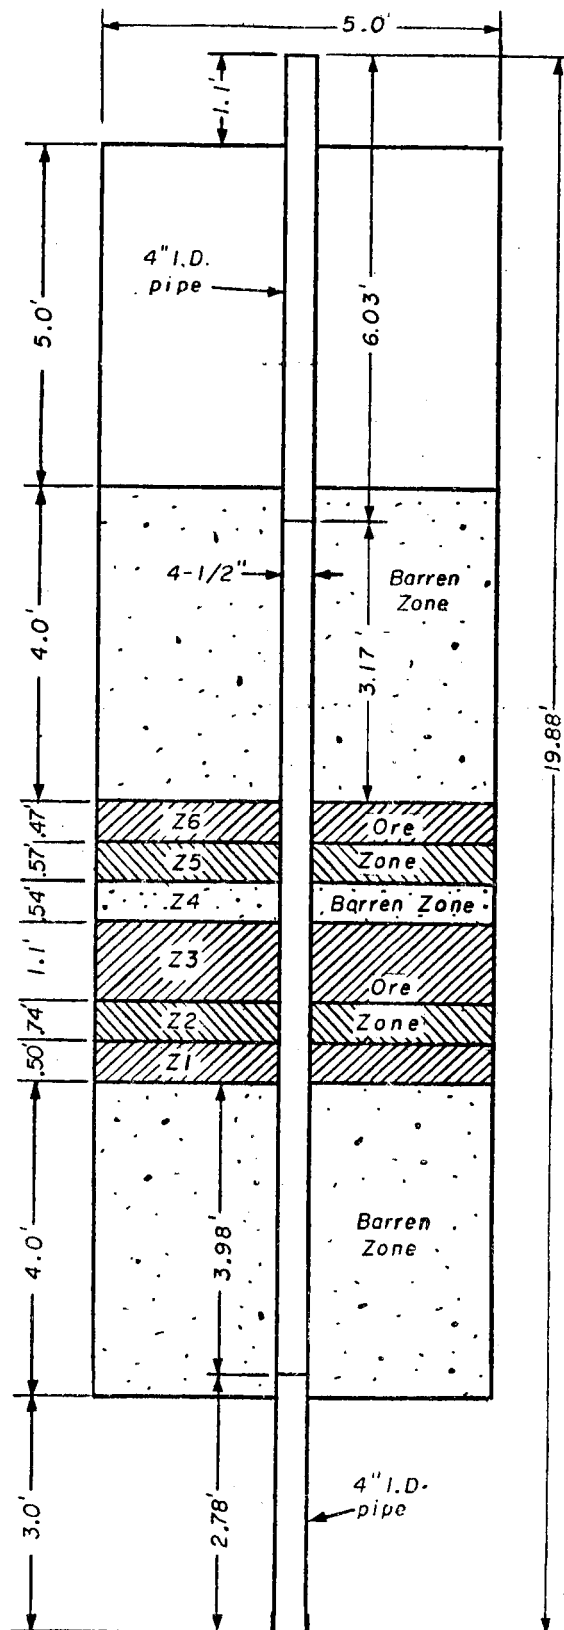 5.0'
1.1'
4" I.D.
pipe
5.0'
6.03'
4-1/2"
Barren
Zone
4.0'
3.17'
19.88'
.47'
Z6
Ore
.57'
Z5
Zone
.54'
Z4
Barren Zone
1.1'
Z3
Ore
.74'
Z2
Zone
.50'
Z1
4.0'
3.98'
Barren
Zone
3.0'
2.78'
4" I.D.
pipe